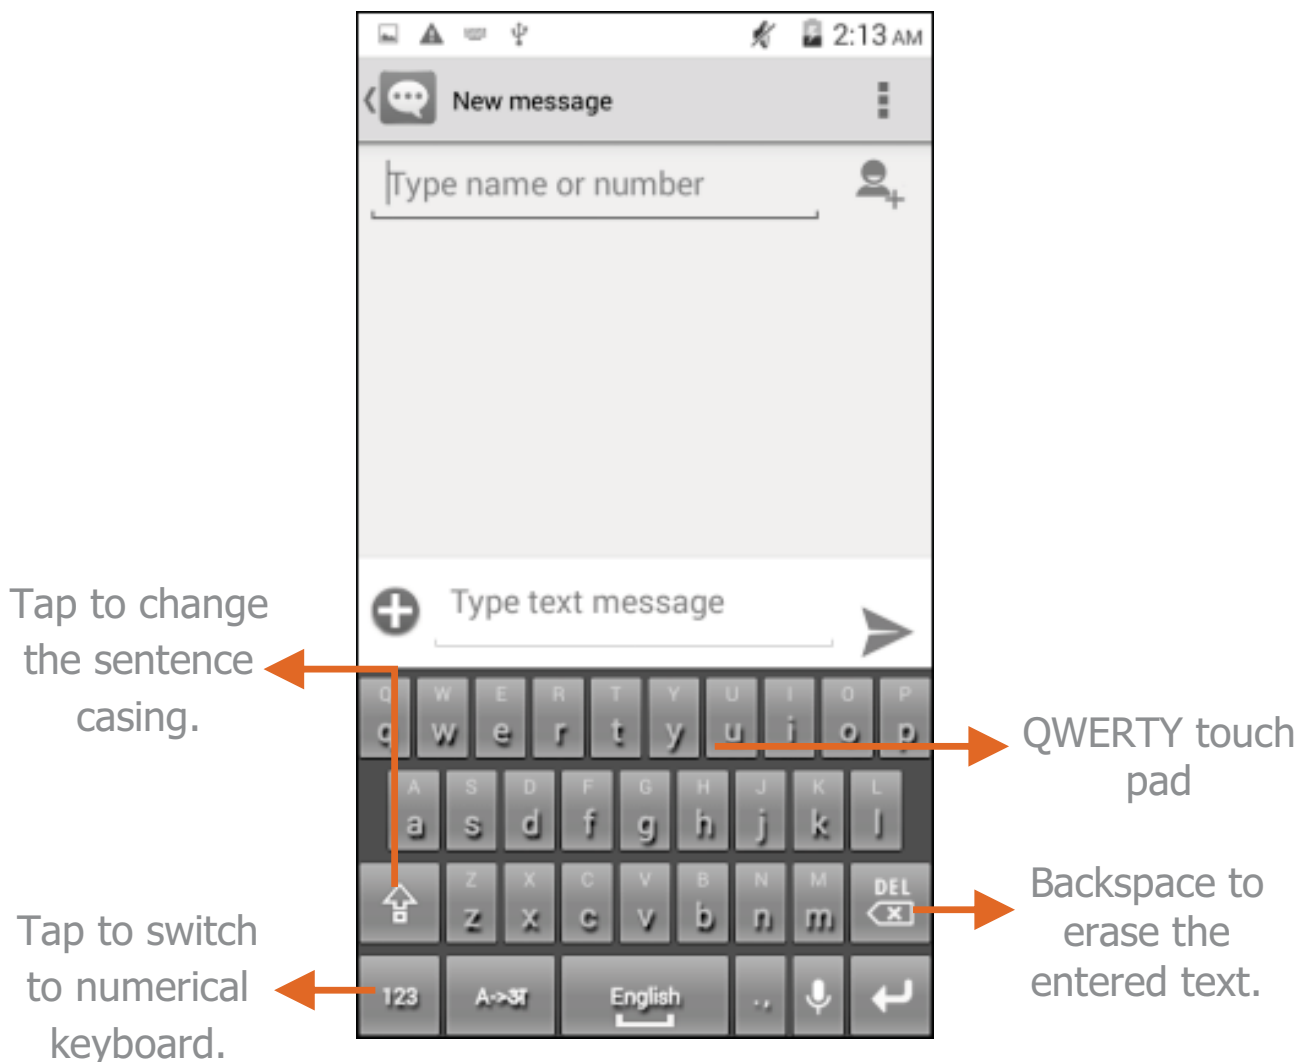 2:13 AM
New message
Type name or number
Type text message
Tap to change
the sentence
casing.
Q W E R T Y U I O P
q w e r t y u i o p
A S D F G H J K L
a s d f g h j k l
Z X C V B N M DEL
z x c v b n m
123 A->अ English .,
QWERTY touch
pad
Backspace to
erase the
entered text.
Tap to switch
to numerical
keyboard.